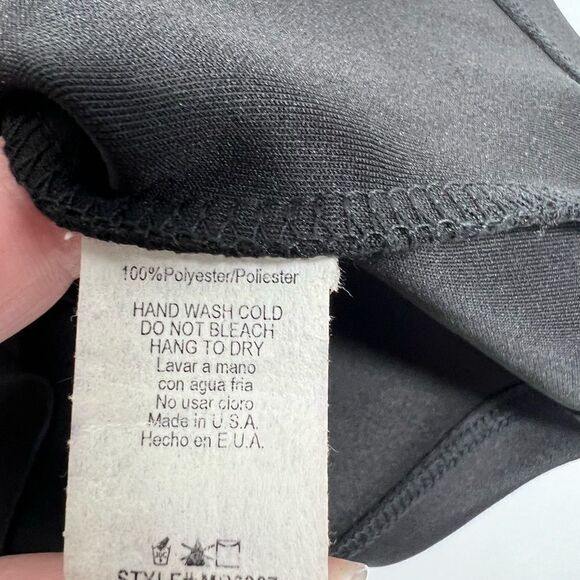 100%Polyester/Poliester
HAND WASH COLD
DO NOT BLEACH
HANG TO DRY
Lavar a mano
con agua fria
No usar cloro
Made in U.S.A.
Hecho en E.U.A.
STYLE#